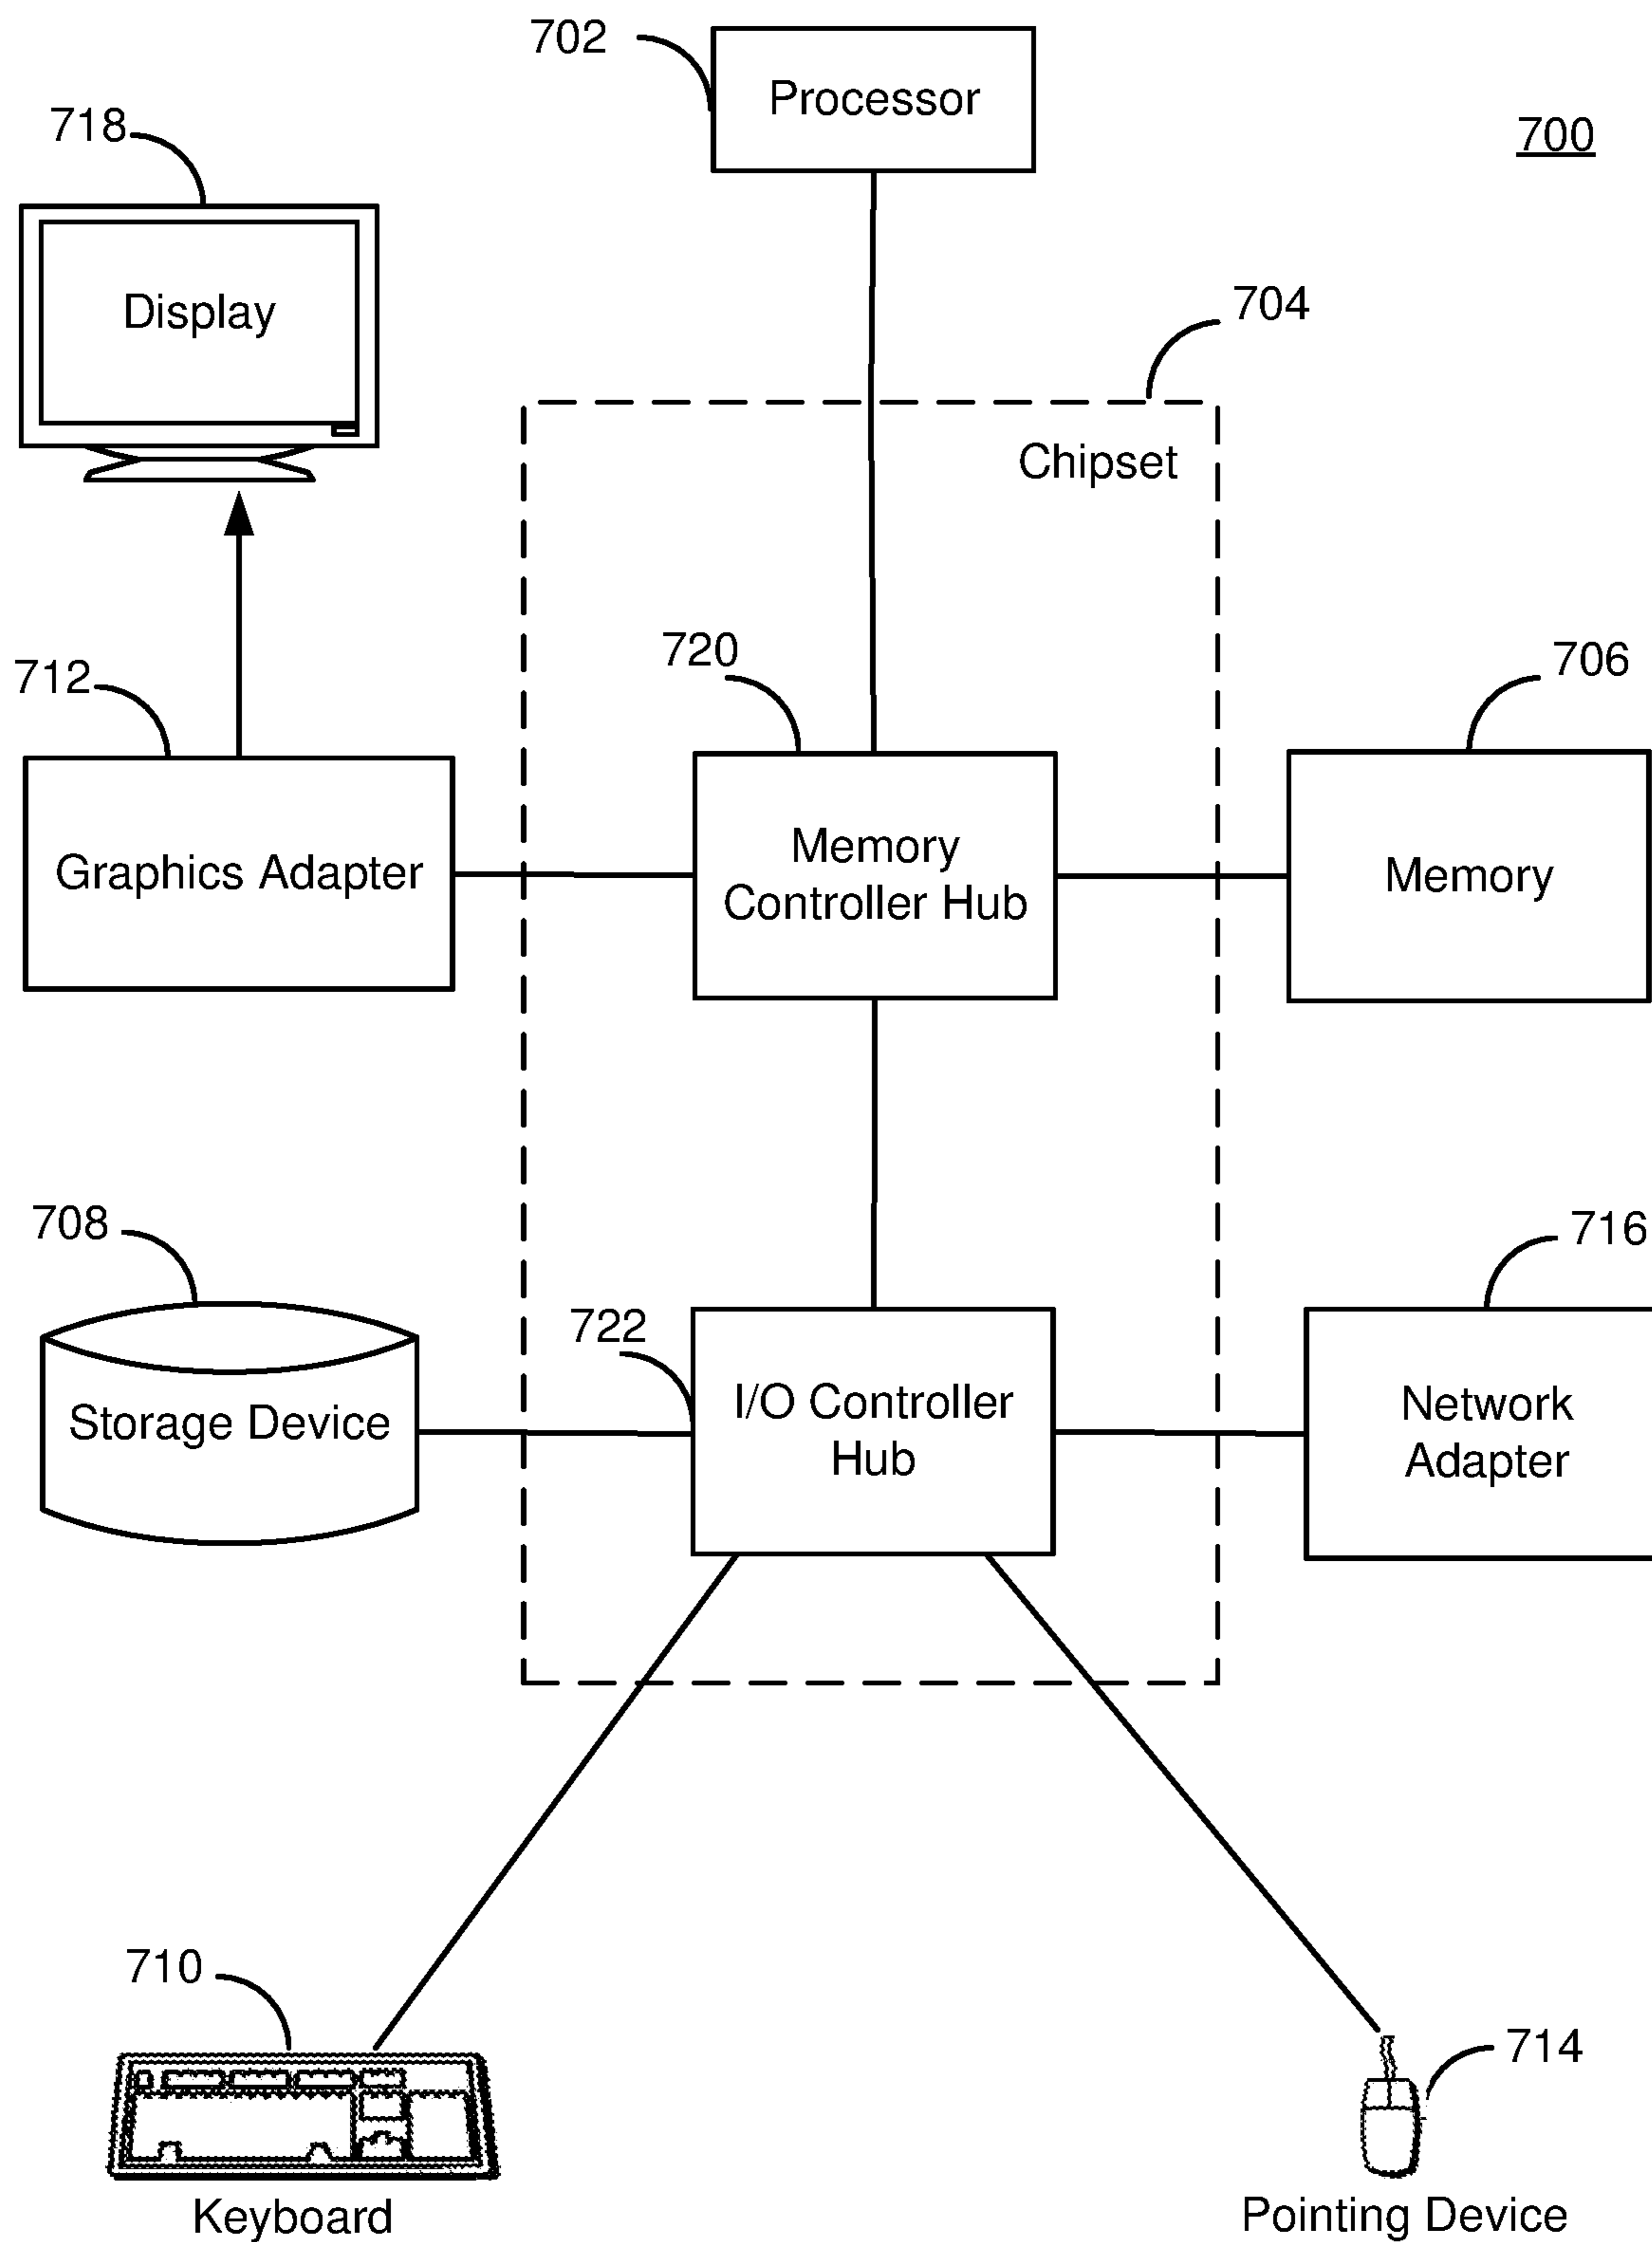 702
Processor
700
718
Display
704
Chipset
712
720
706
Graphics Adapter
Memory
Controller Hub
Memory
708
722
716
Storage Device
I/O Controller
Hub
Network
Adapter
710
714
Keyboard
Pointing Device